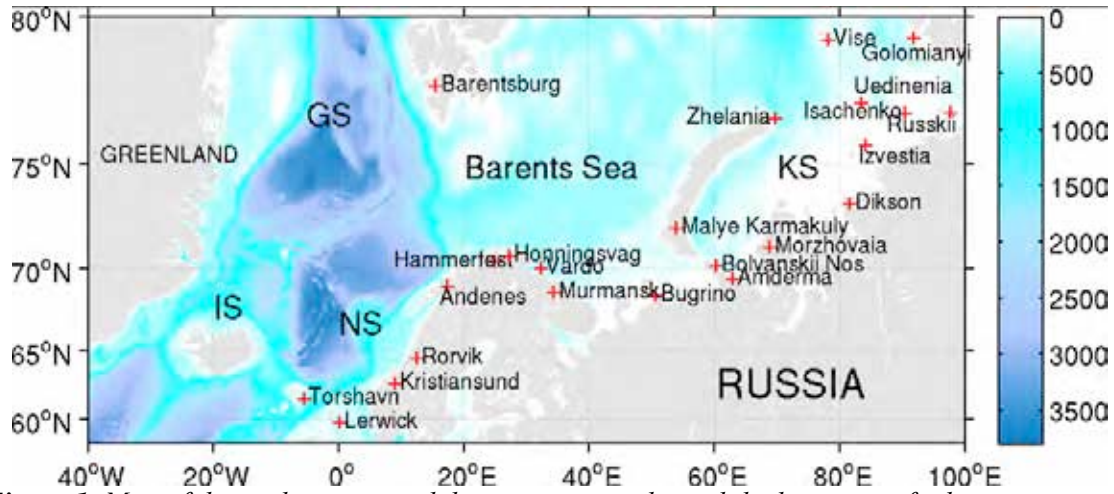 80°N
75°N
70°N
65°N
60°N
40°W
20°W
0°
20°E
40°E
60°E
80°E
100°E
0
500
1000
1500
2000
2500
3000
3500
GREENLAND
GS
IS
NS
Barents Sea
KS
RUSSIA
Barentsburg
Vise
Golomianyi
Uedinenia
Isachenko
Russkii
Zhelania
Izvestia
Dikson
Malye Karmakuly
Morzhovaia
Bolvanskii Nos
Amderma
Honningsvag
Hammerfest
Vardo
Andenes
Murmansk
Bugrino
Rorvik
Kristiansund
Torshavn
Lerwick